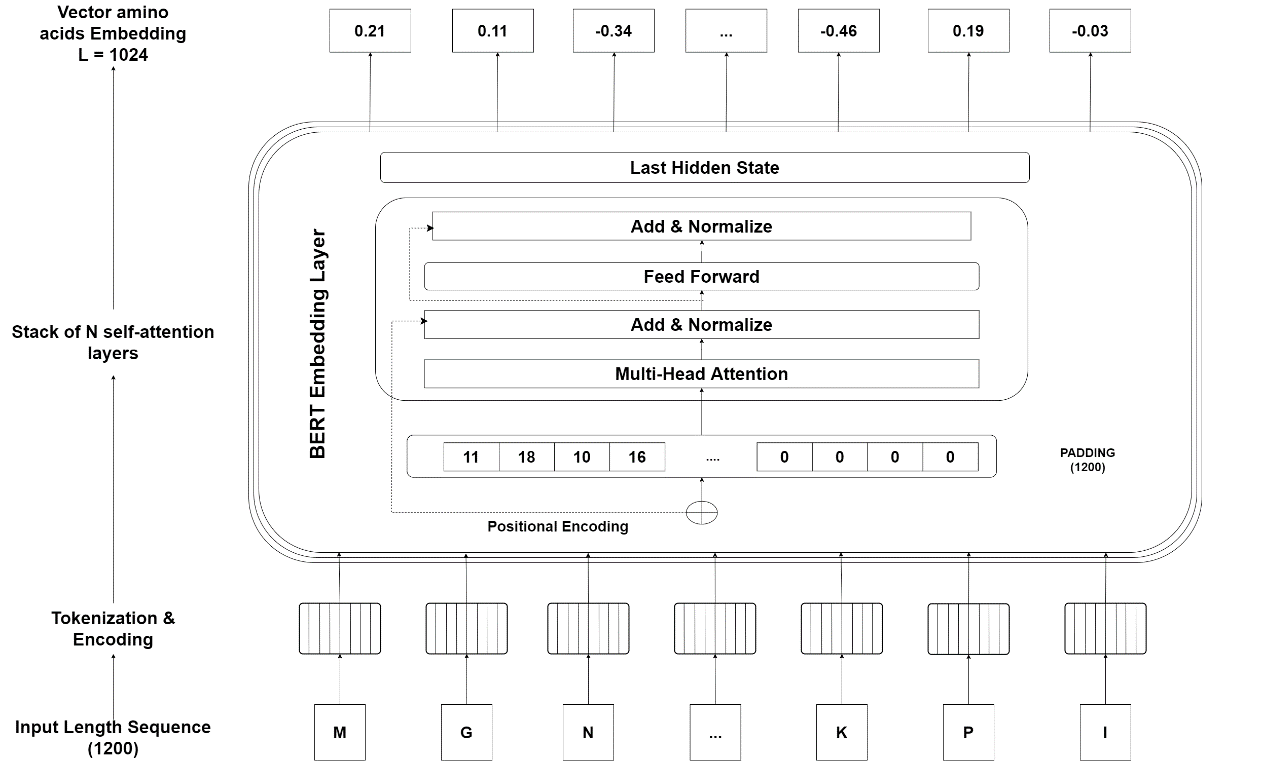 Vector amino
acids Embedding
L = 1024
0.21 0.11 -0.34 ... -0.46 0.19 -0.03
Last Hidden State
Add & Normalize
Feed Forward
Add & Normalize
Multi-Head Attention
BERT Embedding Layer
Stack of N self-attention
layers
11 18 10 16 .... 0 0 0 0
PADDING
(1200)
Positional Encoding
Tokenization &
Encoding
Input Length Sequence
(1200)
M G N ... K P I